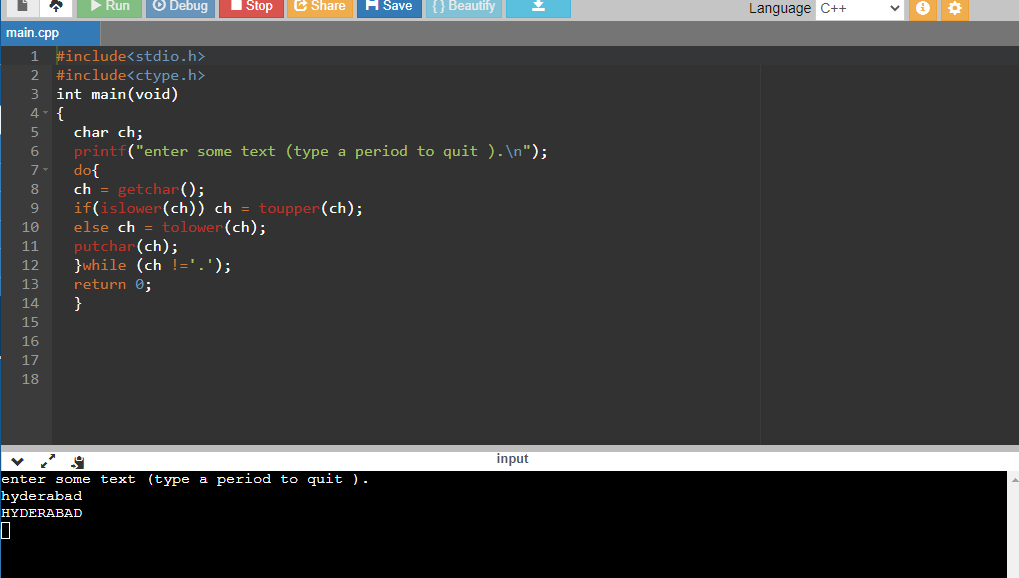 Run Debug Stop Share Save { } Beautify Language C++
main.cpp
1 #include<stdio.h>
2 #include<ctype.h>
3 int main(void)
4 {
5 char ch;
6 printf("enter some text (type a period to quit ).\n");
7 do{
8 ch = getchar();
9 if(islower(ch)) ch = toupper(ch);
10 else ch = tolower(ch);
11 putchar(ch);
12 }while (ch !='.');
13 return 0;
14 }
15
16
17
18
input
enter some text (type a period to quit ).
hyderabad
HYDERABAD